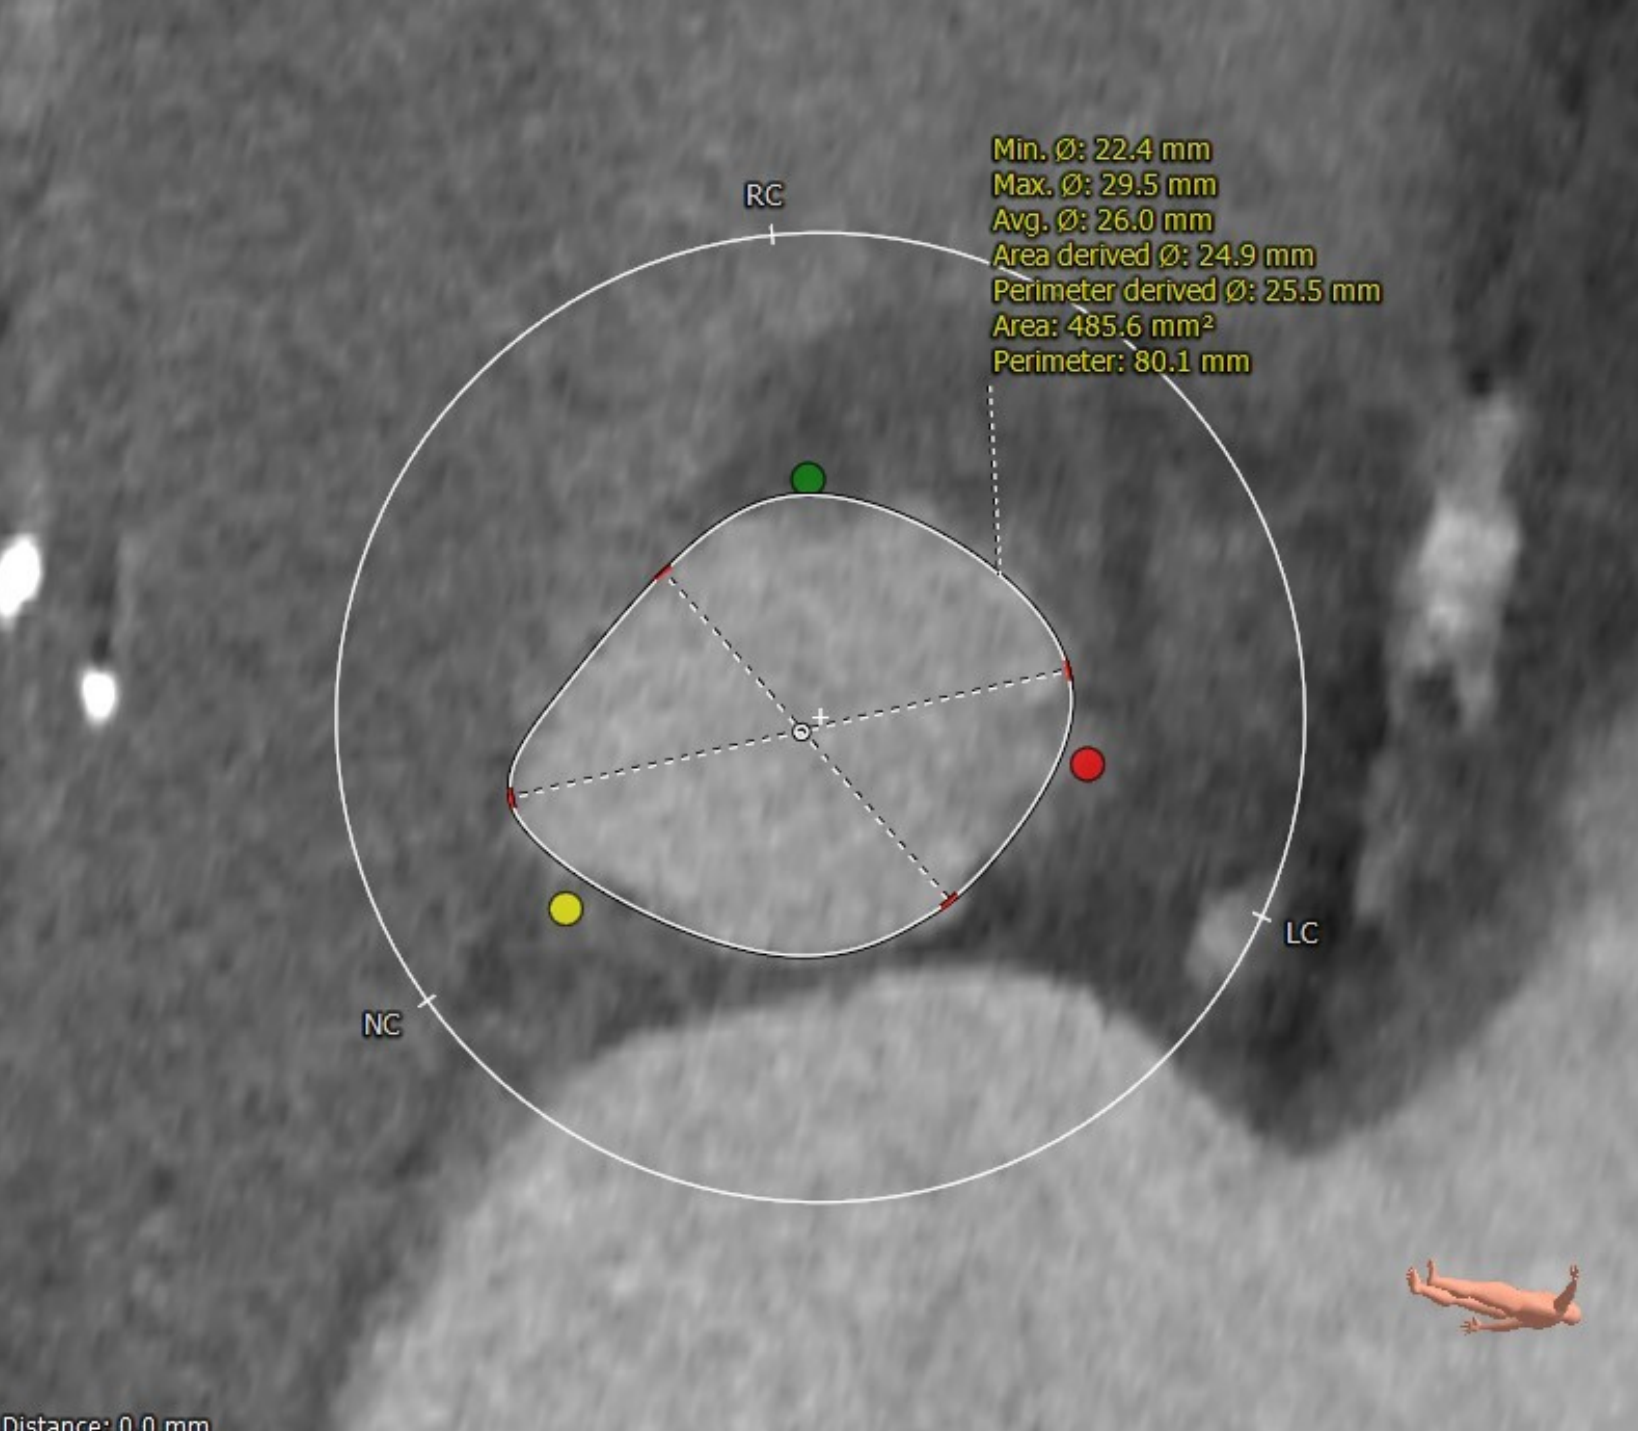 RC
Min. Ø: 22.4 mm
Max. Ø: 29.5 mm
Avg. Ø: 26.0 mm
Area derived Ø: 24.9 mm
Perimeter derived Ø: 25.5 mm
Area: 485.6 mm²
Perimeter: 80.1 mm
LC
NC
Distance: 0.0 mm